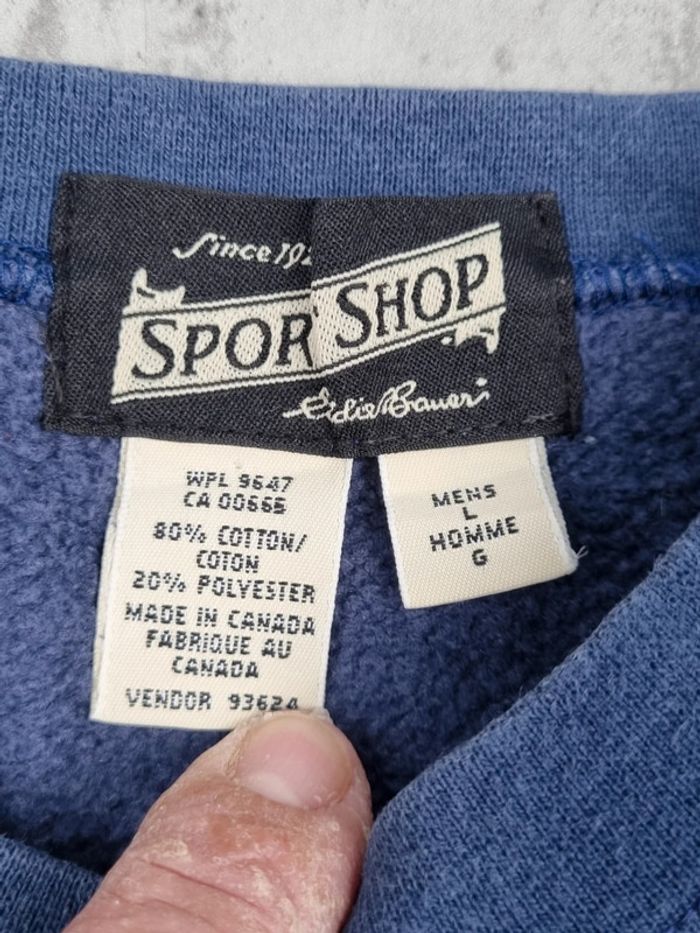 Since 19
SPOR SHOP
Eddie Bauer
WPL 9647
CA 00665
80% COTTON/
COTON
20% POLYESTER
MADE IN CANADA
FABRIQUE AU
CANADA
VENDOR 93624
MENS
L
HOMME
G